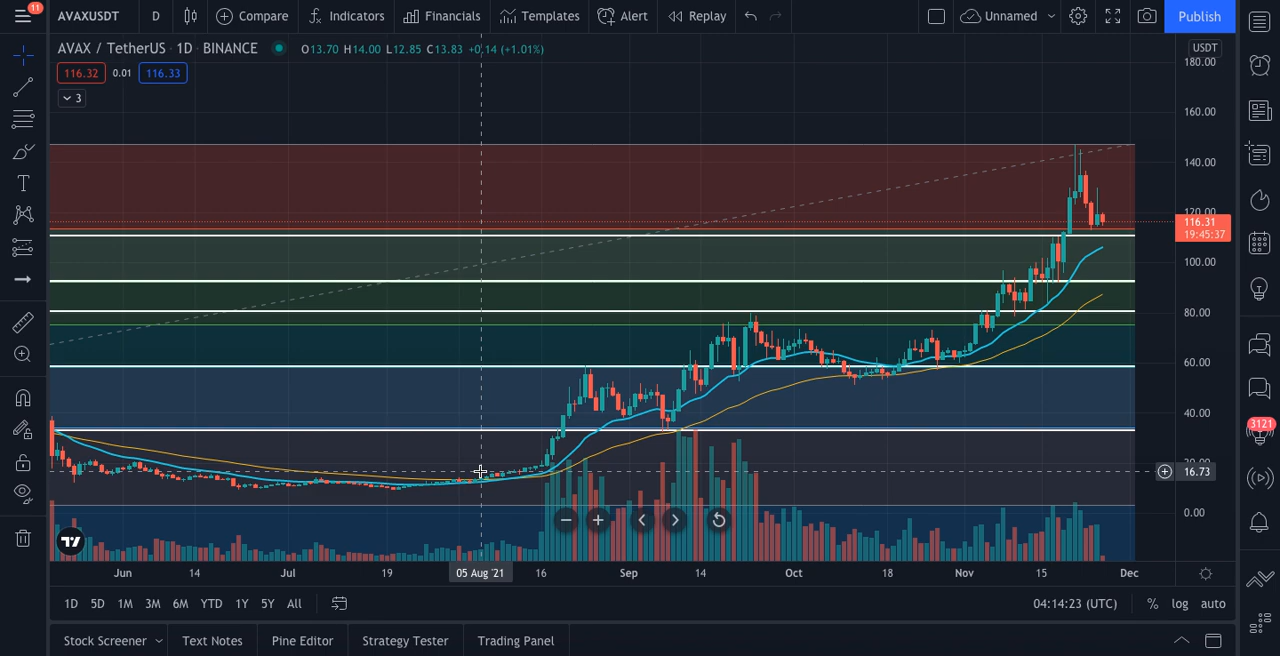 11 AVAXUSDT D Compare Indicators Financials Templates Alert Replay Unnamed Publish
AVAX / TetherUS · 1D · BINANCE O13.70 H14.00 L12.85 C13.83 +0.14 (+1.01%)
USDT
116.32 0.01 116.33
3
180.00
160.00
140.00
120.00
116.31
19:45:37
100.00
80.00
60.00
40.00
3121
20.00
16.73
0.00
Jun 14 Jul 19 05 Aug '21 16 Sep 14 Oct 18 Nov 15 Dec
1D 5D 1M 3M 6M YTD 1Y 5Y All 04:14:23 (UTC) % log auto
Stock Screener Text Notes Pine Editor Strategy Tester Trading Panel